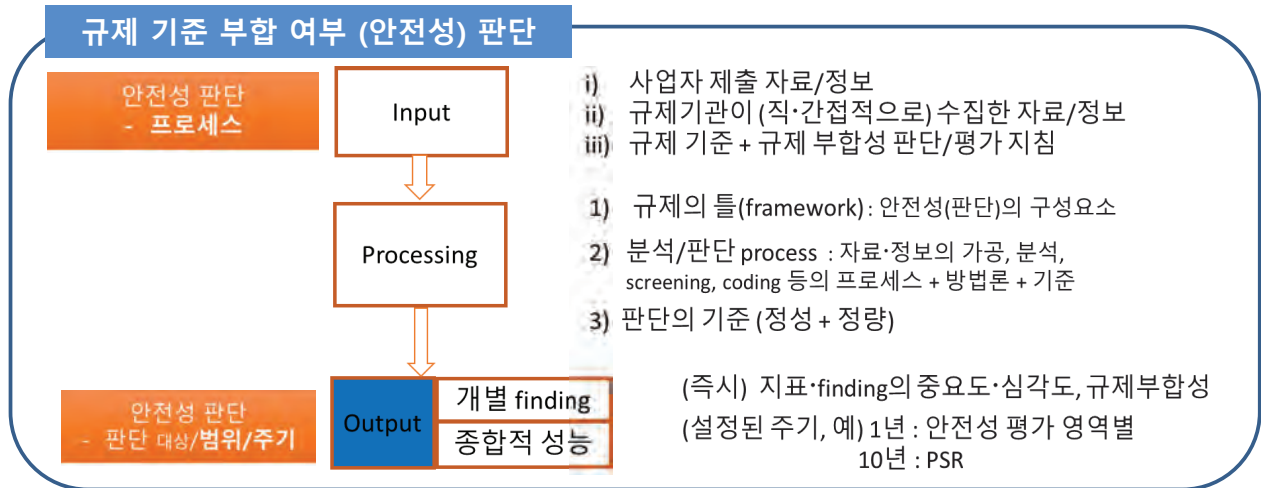 규제 기준 부합 여부 (안전성) 판단
안전성 판단
- 프로세스
Input
i) 사업자 제출 자료/정보
ii) 규제기관이 (직·간접적으로) 수집한 자료/정보
iii) 규제 기준 + 규제 부합성 판단/평가 지침
Processing
1) 규제의 틀(framework) : 안전성(판단)의 구성요소
2) 분석/판단 process : 자료·정보의 가공, 분석,
screening, coding 등의 프로세스 + 방법론 + 기준
3) 판단의 기준 (정성 + 정량)
안전성 판단
- 판단 대상/범위/주기
Output
개별 finding
종합적 성능
(즉시) 지표·finding의 중요도·심각도, 규제부합성
(설정된 주기, 예) 1년 : 안전성 평가 영역별
10년 : PSR